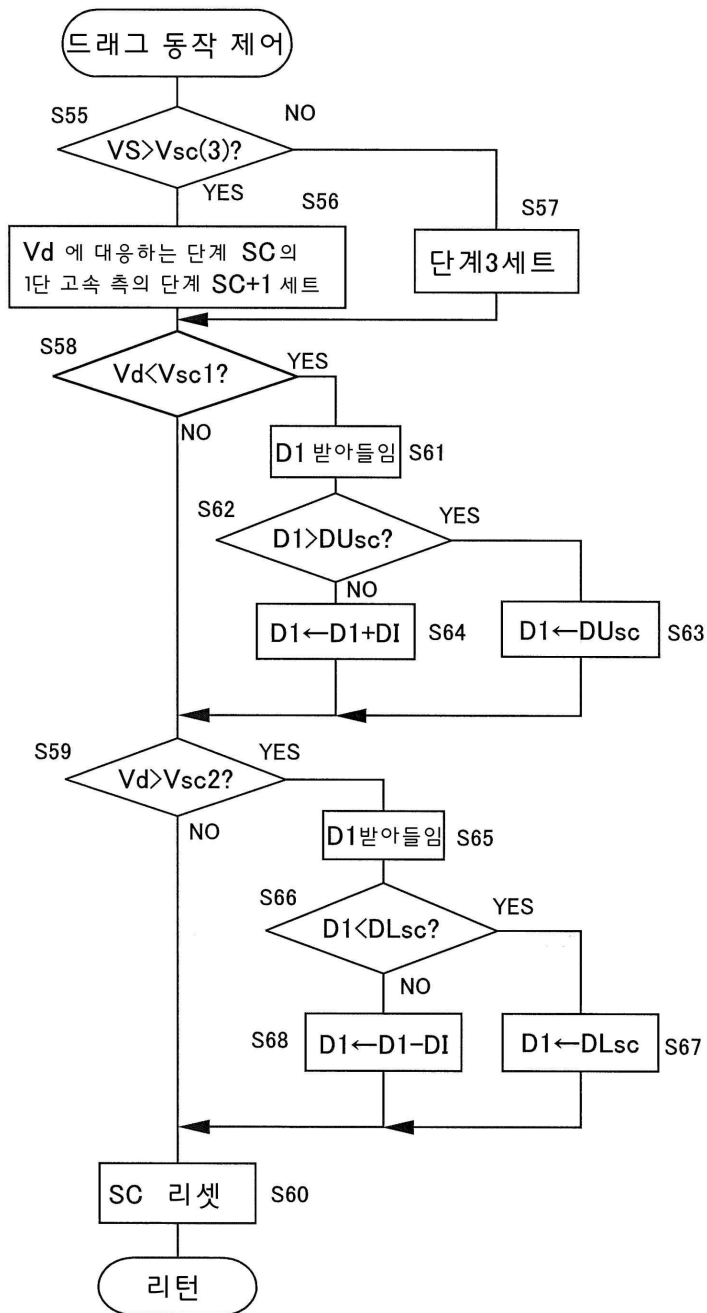 드래그 동작 제어
S55
NO
VS>Vsc(3)?
YES
S56
S57
Vd 에 대응하는 단계 SC의
1단 고속 측의 단계 SC+1 세트
단계3세트
S58
YES
Vd<Vsc1?
NO
D1 받아들임
S61
S62
YES
D1>DUsc?
NO
D1←D1+DI
S64
D1←DUsc
S63
S59
YES
Vd>Vsc2?
NO
D1받아들임
S65
S66
YES
D1<DLsc?
NO
S68
D1←D1-DI
D1←DLsc
S67
SC 리셋
S60
리턴